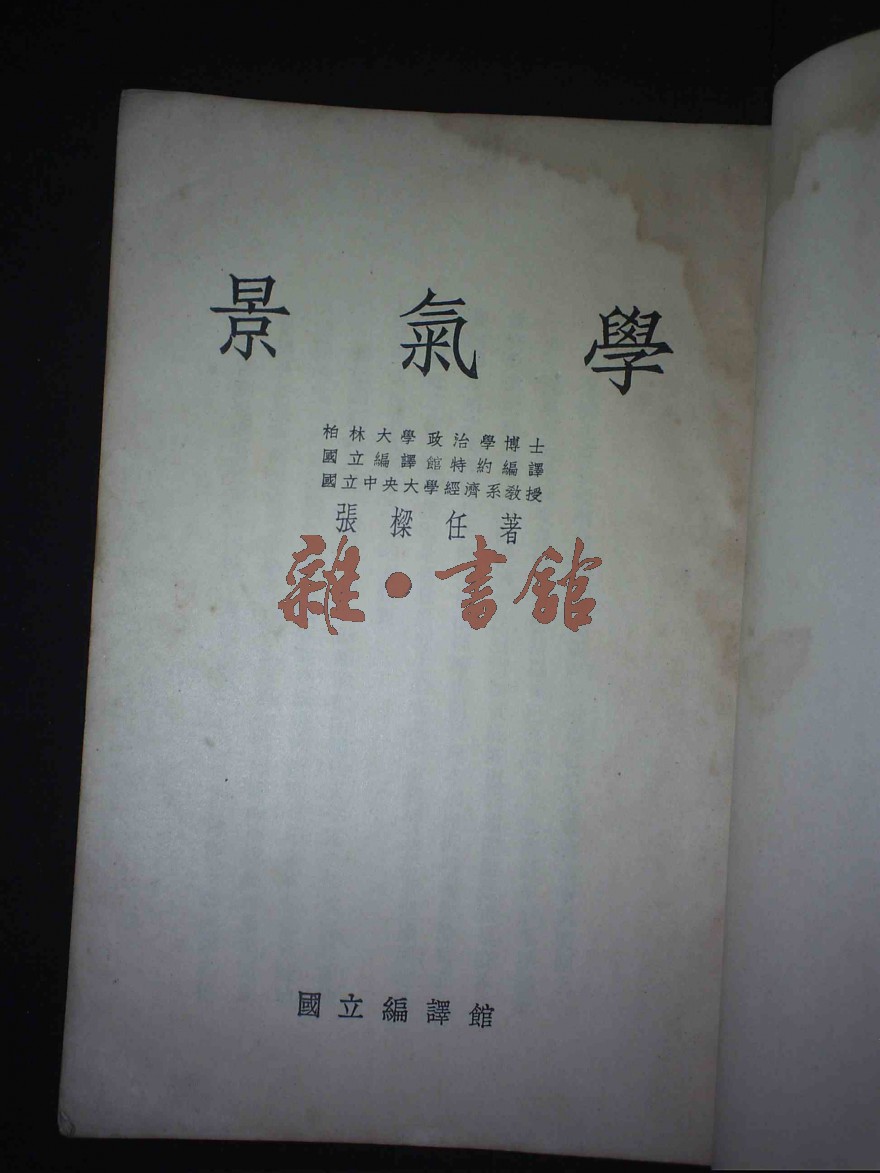 景氣學
柏林大學政治學博士
國立編譯館特約編譯
國立中央大學經濟系教授
張樑任著
雜·書館
國立編譯館